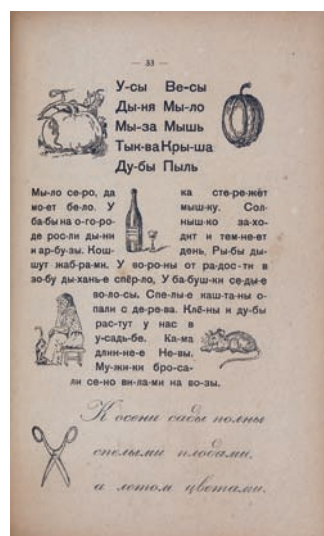 — 33 —
У-сы Ве-сы
Ды-ня Мы-ло
Мы-за Мышь
Тык-ва Кры-ша
Ду-бы Пыль
Мы-ло се-ро, да
мо-ет бе-ло. У
ба-бы на о-го-ро-
де рос-ли ды-ни
и ар-бу-зы. Кош-
ка сте-ре-жёт
мыш-ку. Сол-
ныш-ко за-хо-
дит и тем-не-ет
день. Ры-бы ды-
шут жаб-ра-ми. У во-ро-ны от ра-дос-ти в
зо-бу ды-хань-е спёр-ло, У ба-буш-ки се-ды-е
во-ло-сы. Спе-лы-е каш-та-ны о-
пали с де-ре-ва. Клё-ны и ду-бы
рас-тут у нас в
у-садь-бе. Ка-ма
длин-не-е Не-вы.
Му-жи-ки бро-са-
ли се-но ви-ла-ми на во-зы.
К осени сады полны
спелыми плодами,
а летом цветами.